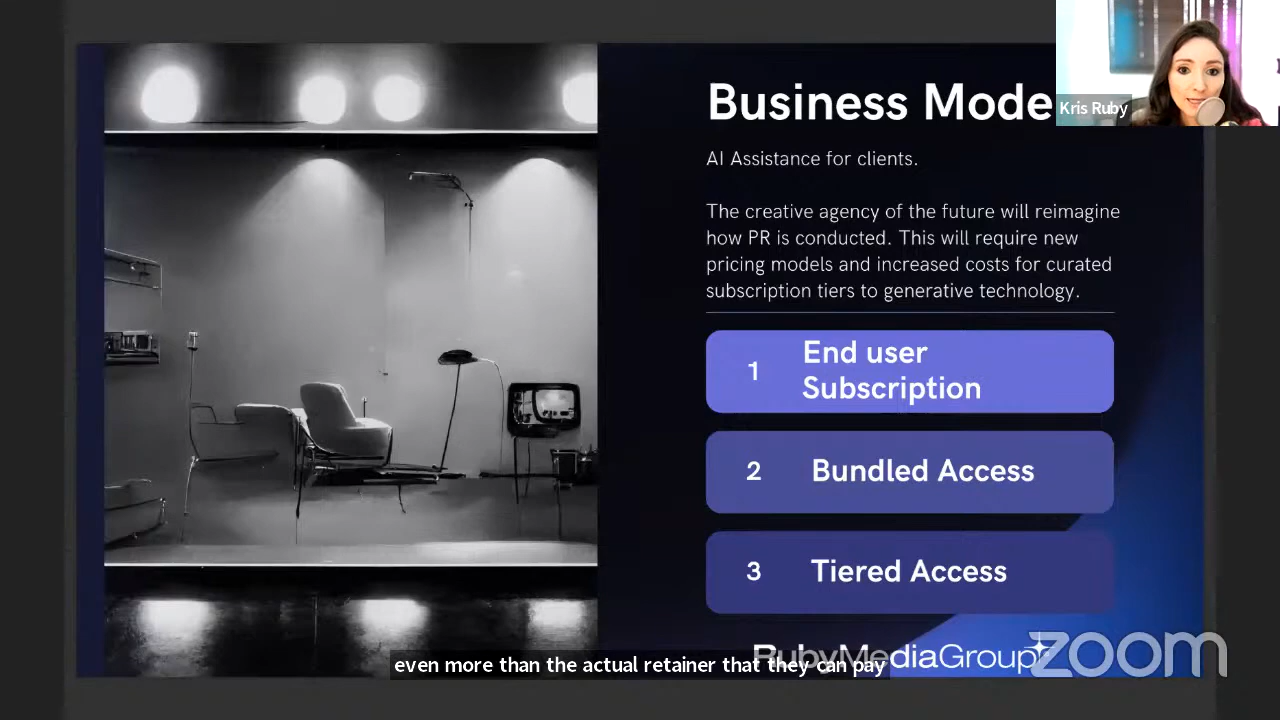 Business Mode
Kris Ruby
AI Assistance for clients.
The creative agency of the future will reimagine
how PR is conducted. This will require new
pricing models and increased costs for curated
subscription tiers to generative technology.
1
End user
Subscription
2 Bundled Access
3 Tiered Access
RubyMediaGroup
zoom
even more than the actual retainer that they can pay